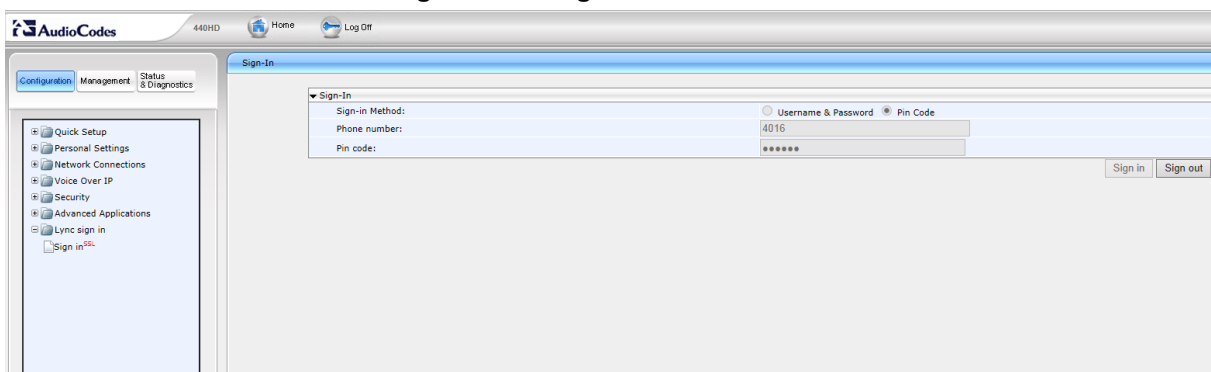 AudioCodes 440HD Home Log Off
Sign-In
Configuration Management Status & Diagnostics
Sign-In
Sign-in Method: Username & Password Pin Code
Quick Setup
Phone number: 4016
Personal Settings
Pin code: ●●●●●●
Network Connections
Sign in Sign out
Voice Over IP
Security
Advanced Applications
Lync sign in
Sign in SSL